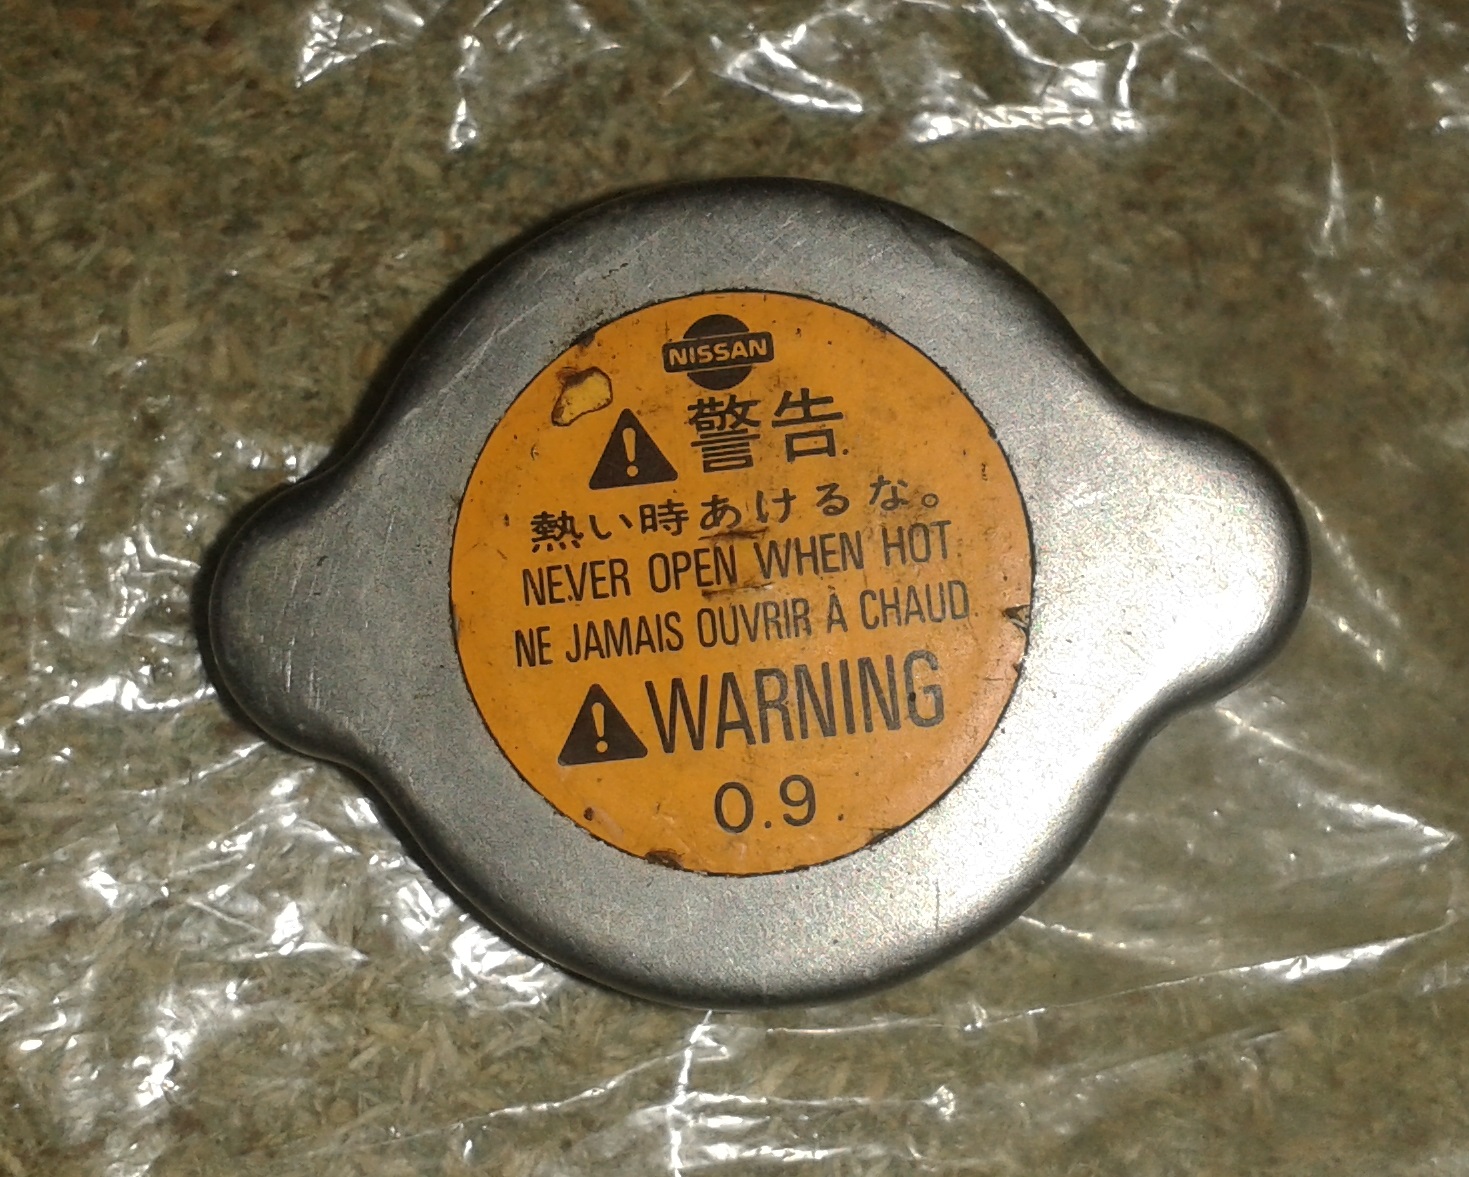 NISSAN
警告
熱い時あけるな。
NEVER OPEN WHEN HOT
NE JAMAIS OUVRIR À CHAUD
WARNING
0.9